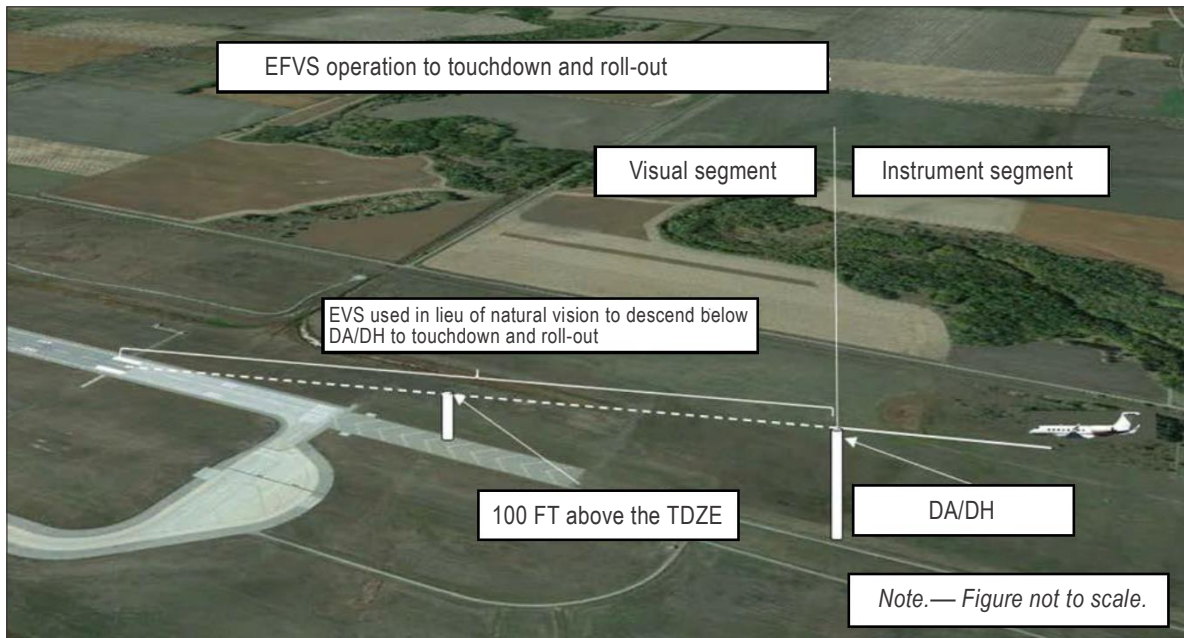 EFVS operation to touchdown and roll-out
Visual segment
Instrument segment
EVS used in lieu of natural vision to descend below
DA/DH to touchdown and roll-out
100 FT above the TDZE
DA/DH
Note.— Figure not to scale.